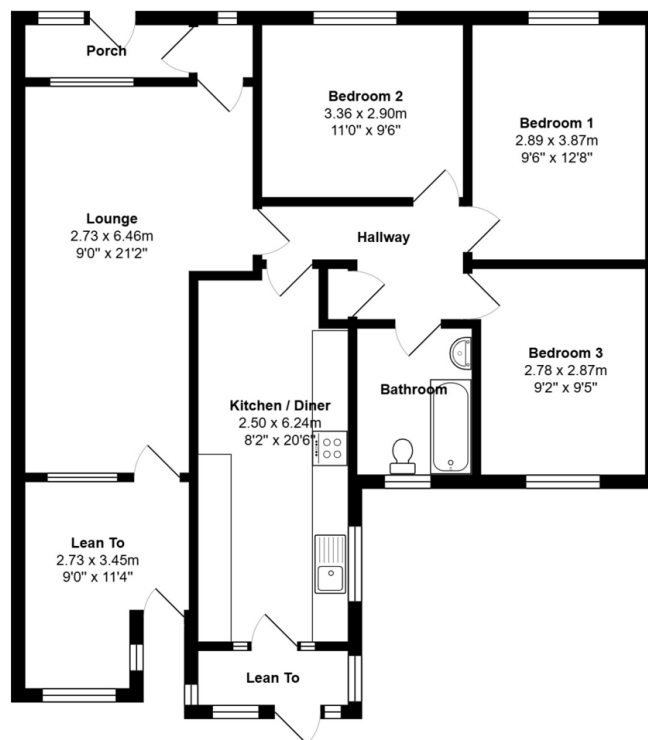 Porch
Bedroom 2
3.36 x 2.90m
11'0" x 9'6"
Bedroom 1
2.89 x 3.87m
9'6" x 12'8"
Lounge
2.73 x 6.46m
9'0" x 21'2"
Hallway
Bedroom 3
2.78 x 2.87m
9'2" x 9'5"
Bathroom
Kitchen / Diner
2.50 x 6.24m
8'2" x 20'6"
Lean To
2.73 x 3.45m
9'0" x 11'4"
Lean To